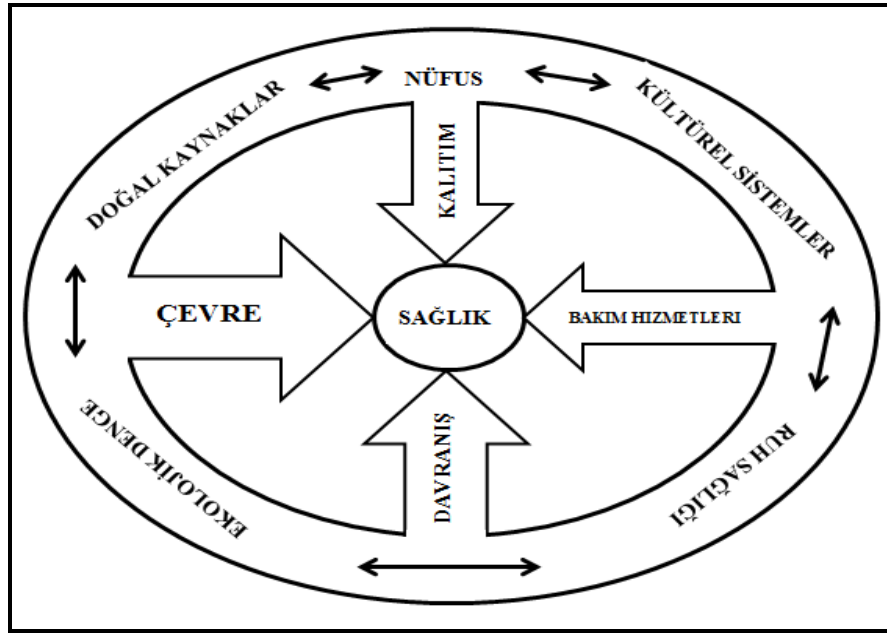 NÜFUS
DOĞAL KAYNAKLAR
KÜLTÜREL SİSTEMLER
KALITIM
ÇEVRE
SAĞLIK
BAKIM HIZMETLERI
DAVRANIŞ
EKOLOJİK DENGE
RUH SAĞLIĞI